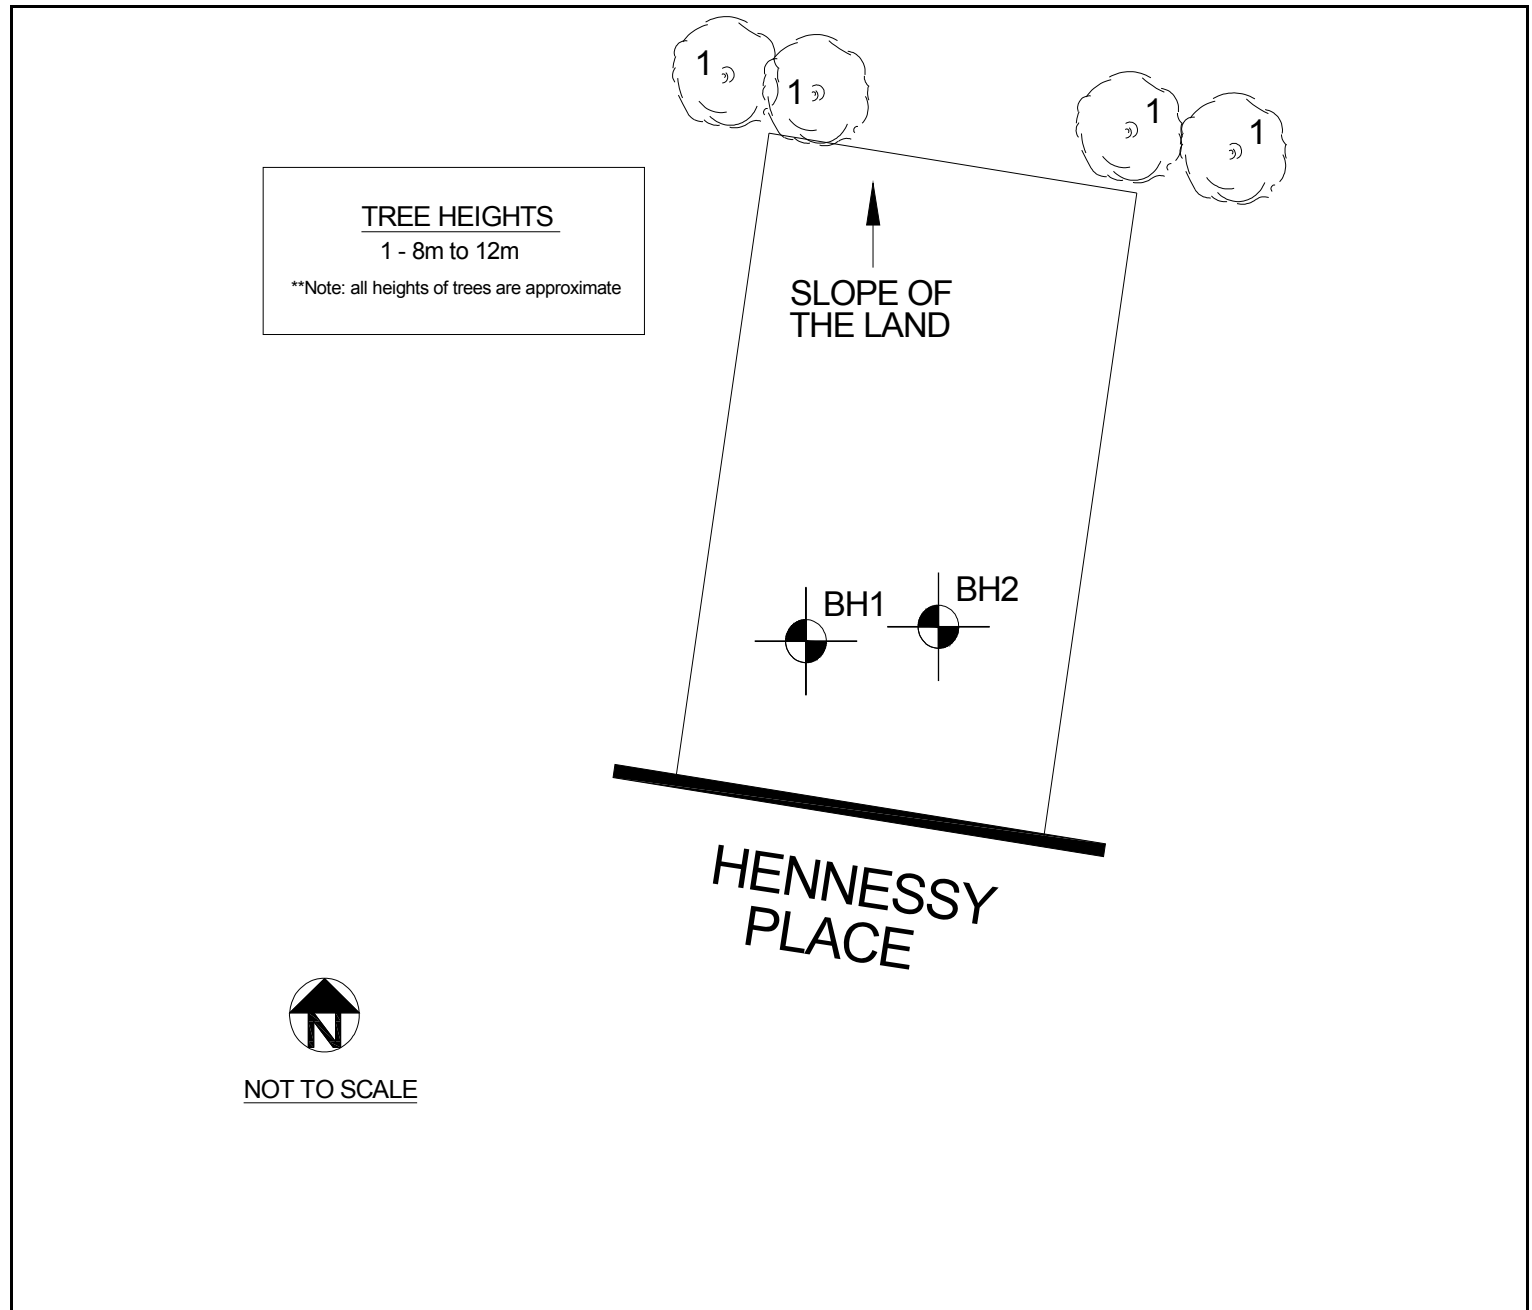 1
1
1
1
TREE HEIGHTS
1 - 8m to 12m
**Note: all heights of trees are approximate
SLOPE OF
THE LAND
BH1
BH2
HENNESSY
PLACE
N
NOT TO SCALE